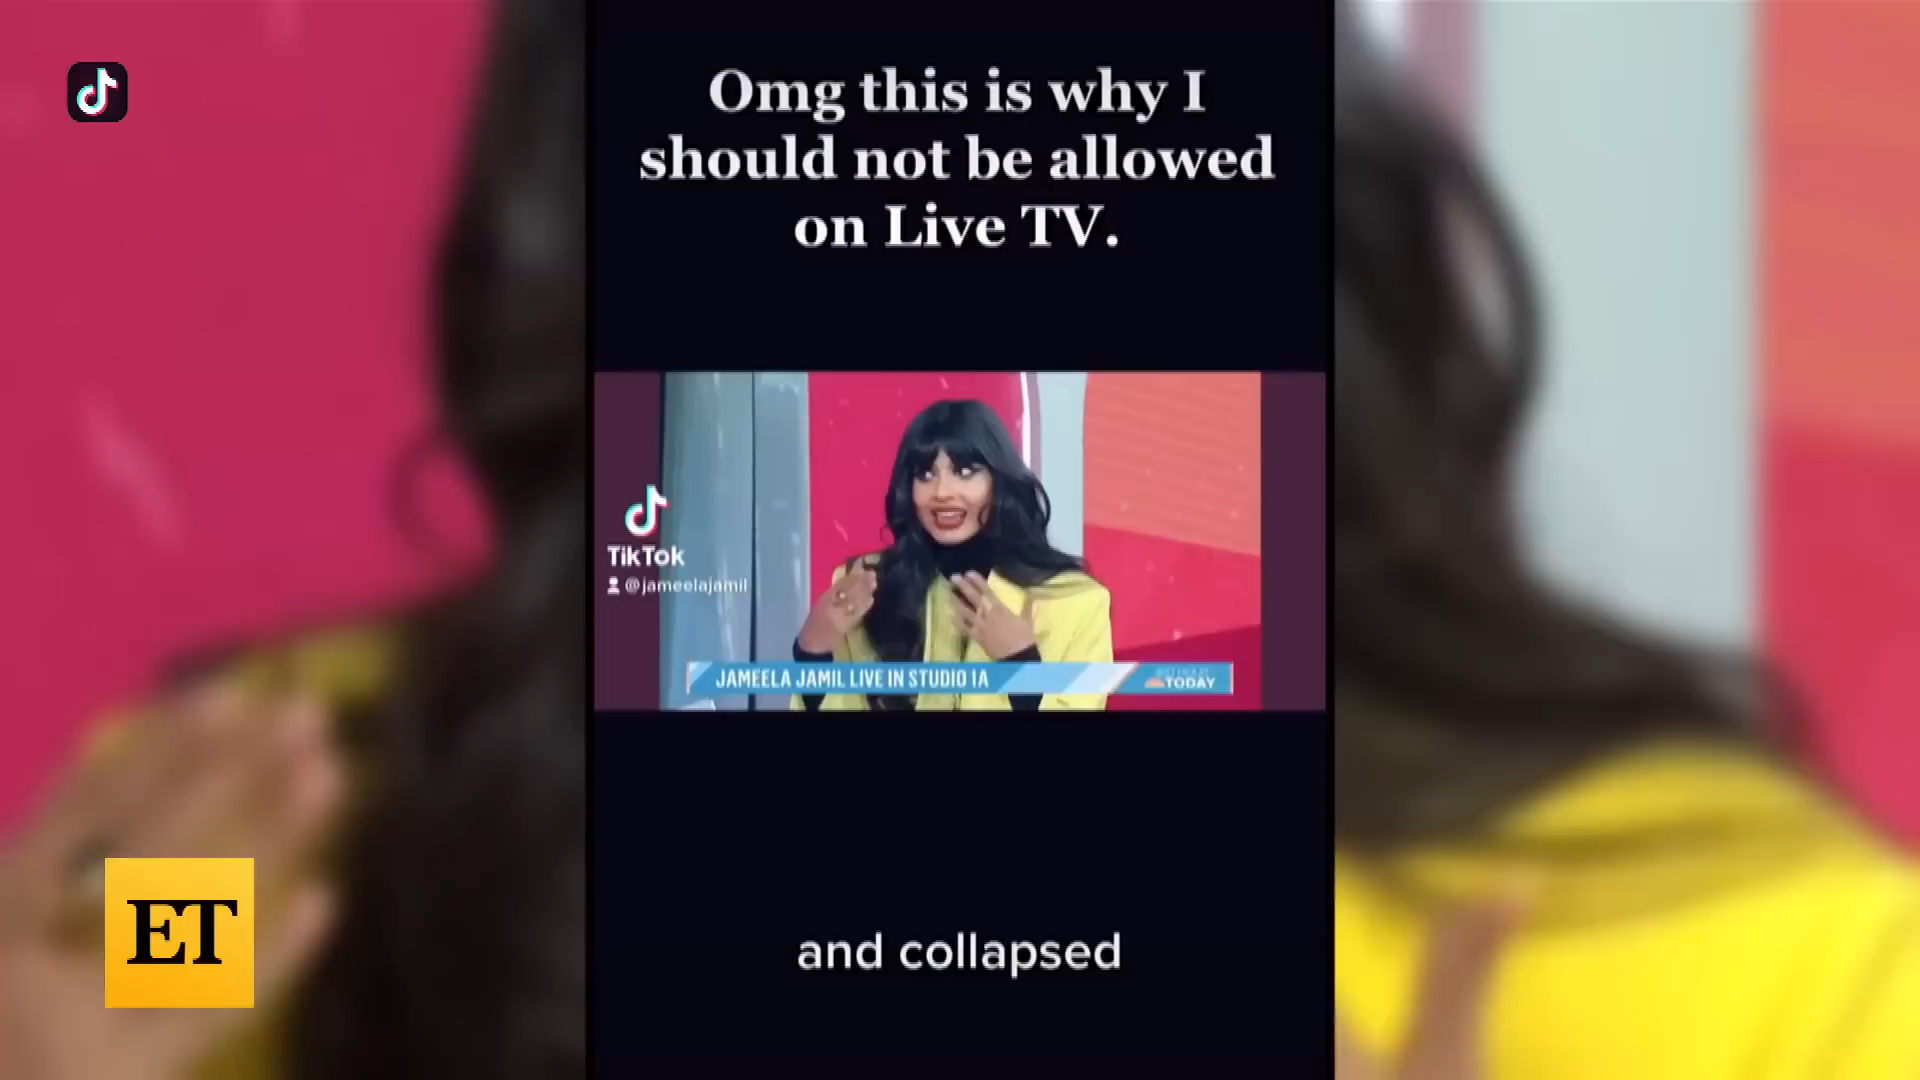 Omg this is why I
should not be allowed
on Live TV.
TikTok
@jameelajamil
JAMEELA JAMIL LIVE IN STUDIO 1A
TODAY
ET
and collapsed